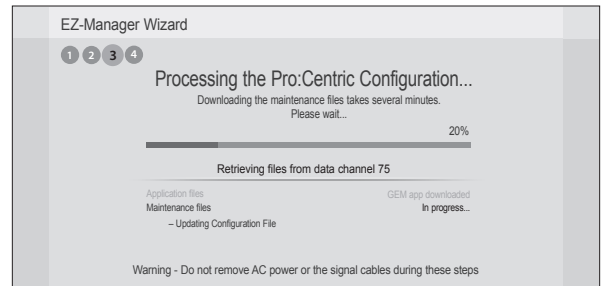 EZ-Manager Wizard
1 2 3 4
Processing the Pro:Centric Configuration...
Downloading the maintenance files takes several minutes.
Please wait...
20%
Retrieving files from data channel 75
Application files GEM app downloaded
Maintenance files In progress...
– Updating Configuration File
Warning - Do not remove AC power or the signal cables during these steps